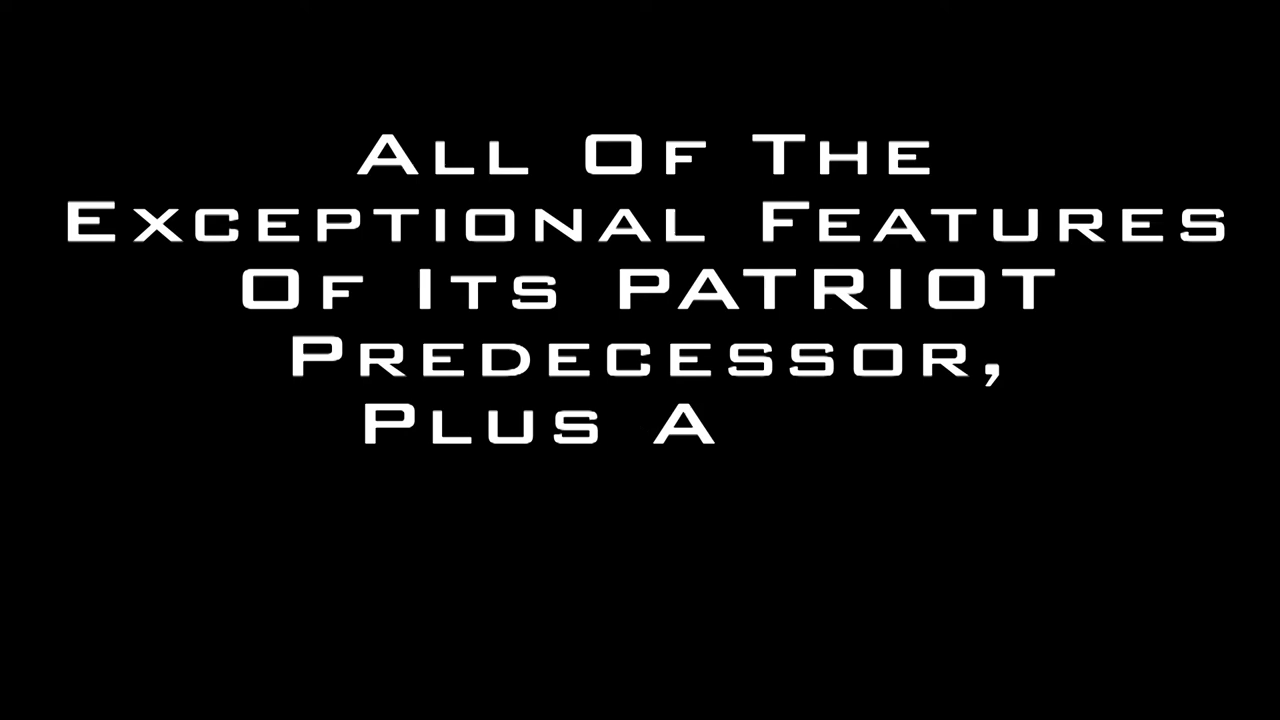 All Of The
Exceptional Features
Of Its PATRIOT
Predecessor,
Plus A